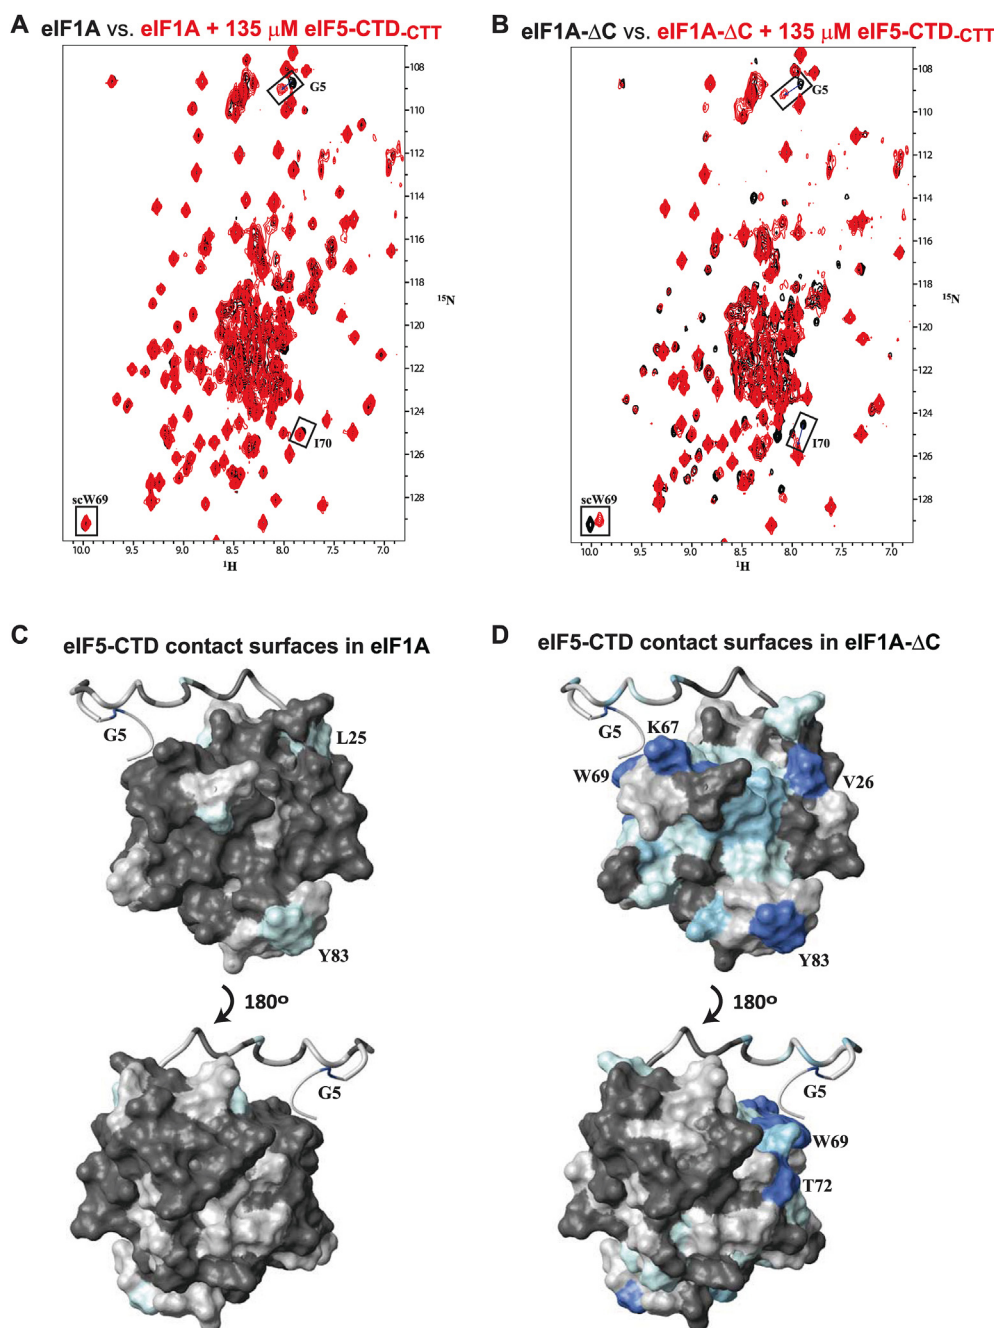 A eIF1A vs. eIF1A + 135 μM eIF5-CTD-CTT
108
G5
110
112
114
116
118
¹⁵N
120
122
124
I70
126
128
scW69
10.0 9.5 9.0 8.5 8.0 7.5 7.0
¹H
B eIF1A-ΔC vs. eIF1A-ΔC + 135 μM eIF5-CTD-CTT
108
G5
110
112
114
116
118
¹⁵N
120
122
124
I70
126
128
scW69
10.0 9.5 9.0 8.5 8.0 7.5 7.0
¹H
C eIF5-CTD contact surfaces in eIF1A
G5
L25
Y83
180º
G5
D eIF5-CTD contact surfaces in eIF1A-ΔC
G5
K67
W69
V26
Y83
180º
G5
W69
T72